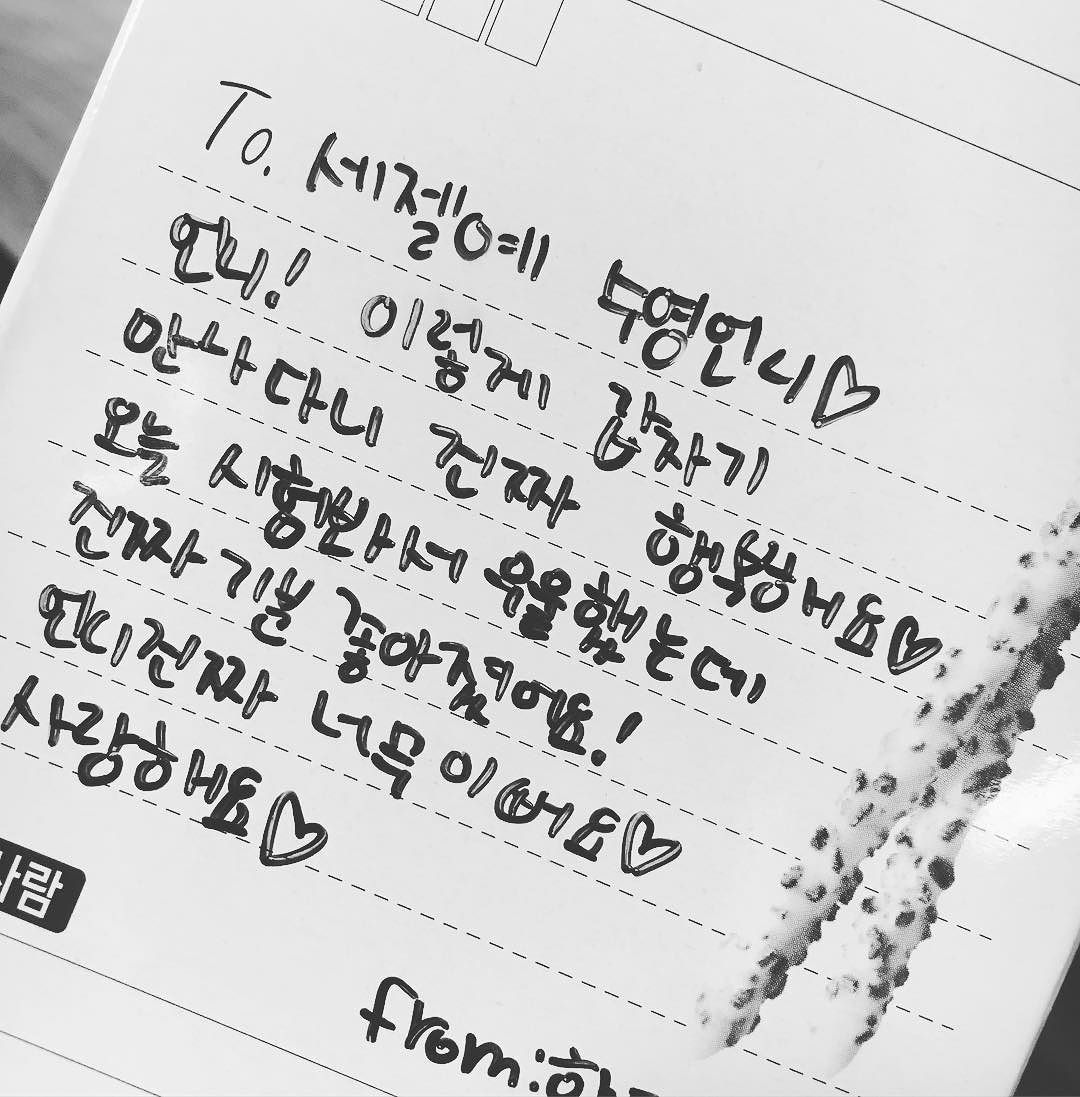 To. 세젤예 수영언니♡
언니! 이렇게 갑자기
만나다니 진짜 행복해요♡
오늘 시험봐서 우울했는데
진짜 기분 좋아졌어요!
언니 진짜 너무 이뻐요♡
사랑해요♡
사람
from: